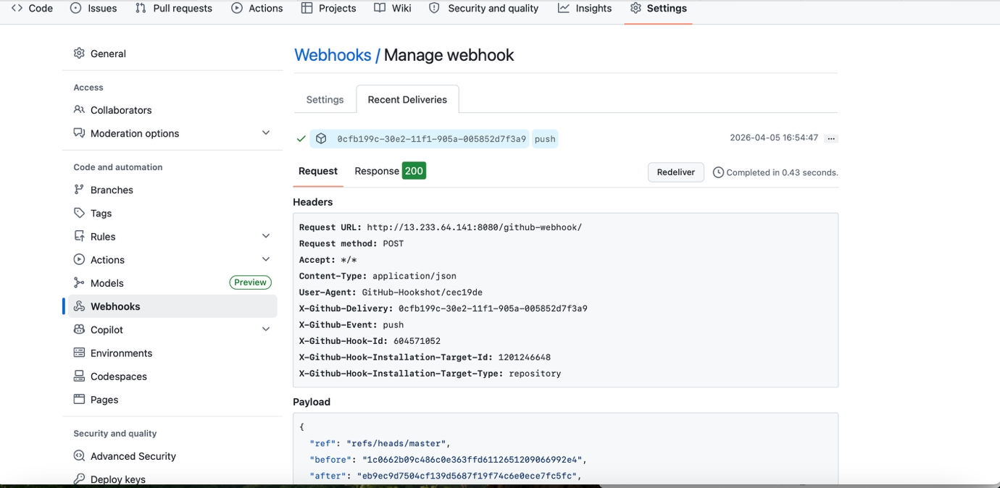 Code Issues Pull requests Actions Projects Wiki Security and quality Insights Settings
General
Access
Collaborators
Moderation options
Code and automation
Branches
Tags
Rules
Actions
Models Preview
Webhooks
Copilot
Environments
Codespaces
Pages
Security and quality
Advanced Security
Deploy keys
Webhooks / Manage webhook
Settings Recent Deliveries
0cfb199c-30e2-11f1-905a-005852d7f3a9 push 2026-04-05 16:54:47 ...
Request Response 200 Redeliver Completed in 0.43 seconds.
Headers
Request URL: http://13.233.64.141:8080/github-webhook/
Request method: POST
Accept: */*
Content-Type: application/json
User-Agent: GitHub-Hookshot/cec19de
X-Github-Delivery: 0cfb199c-30e2-11f1-905a-005852d7f3a9
X-Github-Event: push
X-Github-Hook-Id: 604571052
X-Github-Hook-Installation-Target-Id: 1201246648
X-Github-Hook-Installation-Target-Type: repository
Payload
{
"ref": "refs/heads/master",
"before": "1c0662b09c486c0e363ffd6112651209066992e4",
"after": "eb9ec9d7504cf139d5687f19f74c6e0ece7fc5fc",